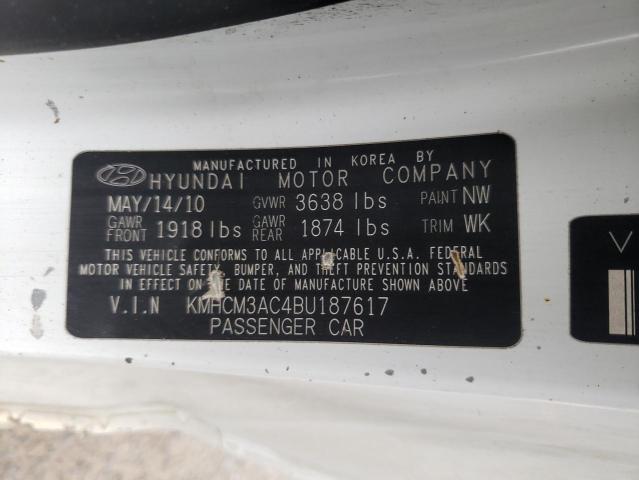 MANUFACTURED IN KOREA BY
HYUNDAI MOTOR COMPANY
MAY/14/10 GVWR 3638 lbs PAINT NW
GAWR FRONT 1918 lbs GAWR REAR 1874 lbs TRIM WK
THIS VEHICLE CONFORMS TO ALL APPLICABLE U.S.A. FEDERAL
MOTOR VEHICLE SAFETY, BUMPER, AND THEFT PREVENTION STANDARDS
IN EFFECT ON THE DATE OF MANUFACTURE SHOWN ABOVE
V.I.N KMHCM3AC4BU187617
PASSENGER CAR
V